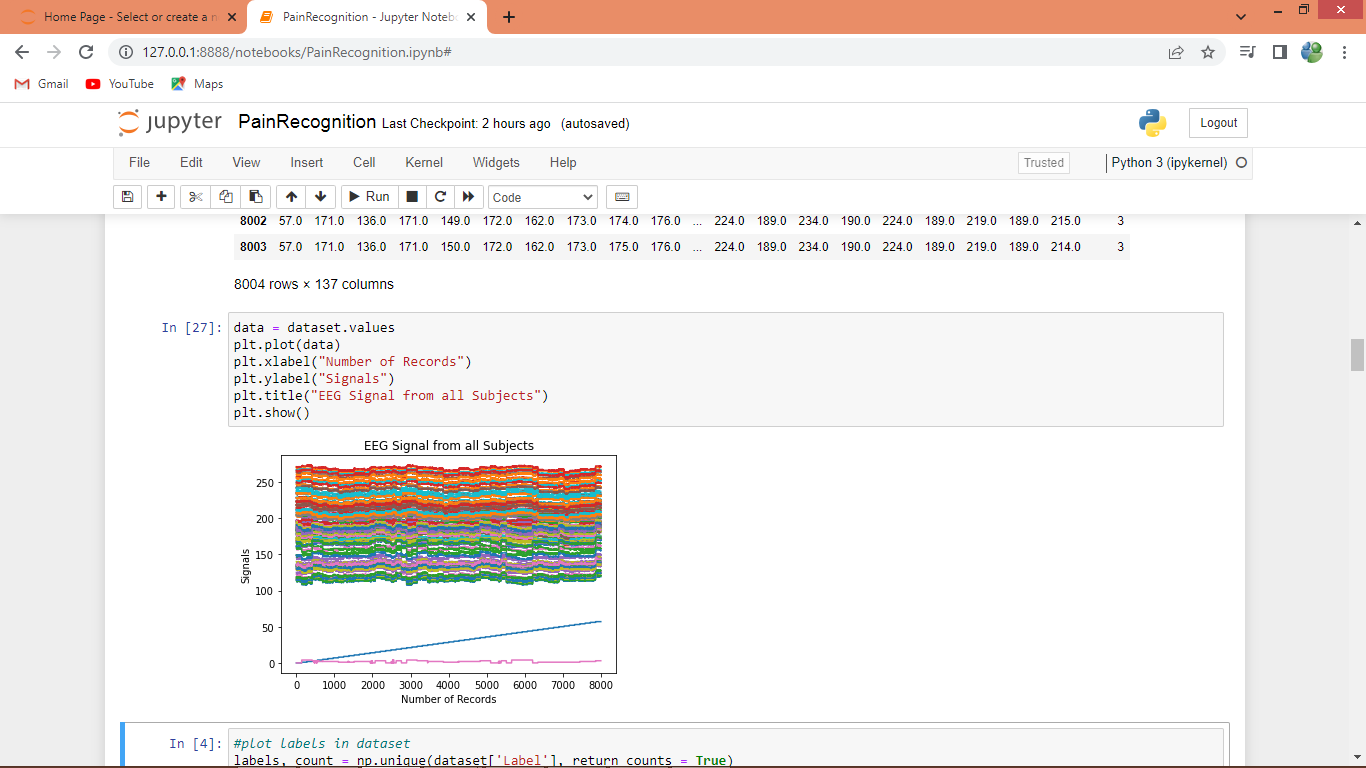 Home Page - Select or create a n
PainRecognition - Jupyter Noteb
127.0.0.1:8888/notebooks/PainRecognition.ipynb#
Gmail YouTube Maps
jupyter PainRecognition Last Checkpoint: 2 hours ago (autosaved)
Logout
File Edit View Insert Cell Kernel Widgets Help
Trusted Python 3 (ipykernel)
Run Code
8002 57.0 171.0 136.0 171.0 149.0 172.0 162.0 173.0 174.0 176.0 ... 224.0 189.0 234.0 190.0 224.0 189.0 219.0 189.0 215.0 3
8003 57.0 171.0 136.0 171.0 150.0 172.0 162.0 173.0 175.0 176.0 ... 224.0 189.0 234.0 190.0 224.0 189.0 219.0 189.0 214.0 3
8004 rows × 137 columns
In [27]: data = dataset.values
plt.plot(data)
plt.xlabel("Number of Records")
plt.ylabel("Signals")
plt.title("EEG Signal from all Subjects")
plt.show()
EEG Signal from all Subjects
250
200
150
100
50
0
Signals
0 1000 2000 3000 4000 5000 6000 7000 8000
Number of Records
In [4]: #plot labels in dataset
labels, count = np.unique(dataset['Label'], return_counts = True)